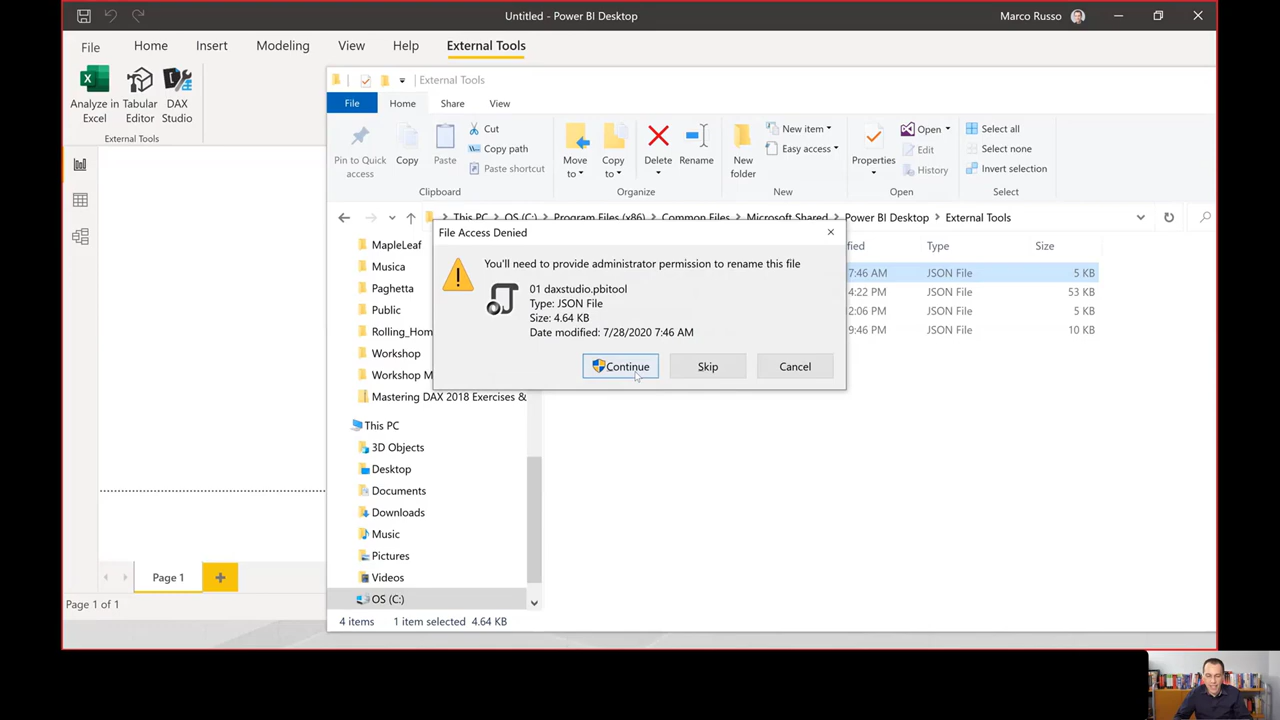 Untitled - Power BI Desktop
Marco Russo
File
Home
Insert
Modeling
View
Help
External Tools
Analyze in
Excel
Tabular
Editor
DAX
Studio
External Tools
External Tools
File
Home
Share
View
Pin to Quick
access
Copy
Paste
Cut
Copy path
Paste shortcut
Clipboard
Move
to
Copy
to
Delete
Rename
Organize
New
folder
New item
Easy access
New
Properties
Open
Edit
History
Open
Select all
Select none
Invert selection
Select
This PC
OS (C:)
Program Files (x86)
Common Files
Microsoft Shared
Power BI Desktop
External Tools
MapleLeaf
Musica
Paghetta
Public
Rolling_Hom
Workshop
Workshop M
Mastering DAX 2018 Exercises &
This PC
3D Objects
Desktop
Documents
Downloads
Music
Pictures
Videos
OS (C:)
ified
Type
Size
7:46 AM
JSON File
5 KB
4:22 PM
JSON File
53 KB
2:06 PM
JSON File
1 KB
9:46 PM
JSON File
10 KB
File Access Denied
You'll need to provide administrator permission to rename this file
01 daxstudio.pbitool
Type: JSON File
Size: 4.64 KB
Date modified: 7/28/2020 7:46 AM
Continue
Skip
Cancel
Page 1
Page 1 of 1
4 items
1 item selected
4.64 KB